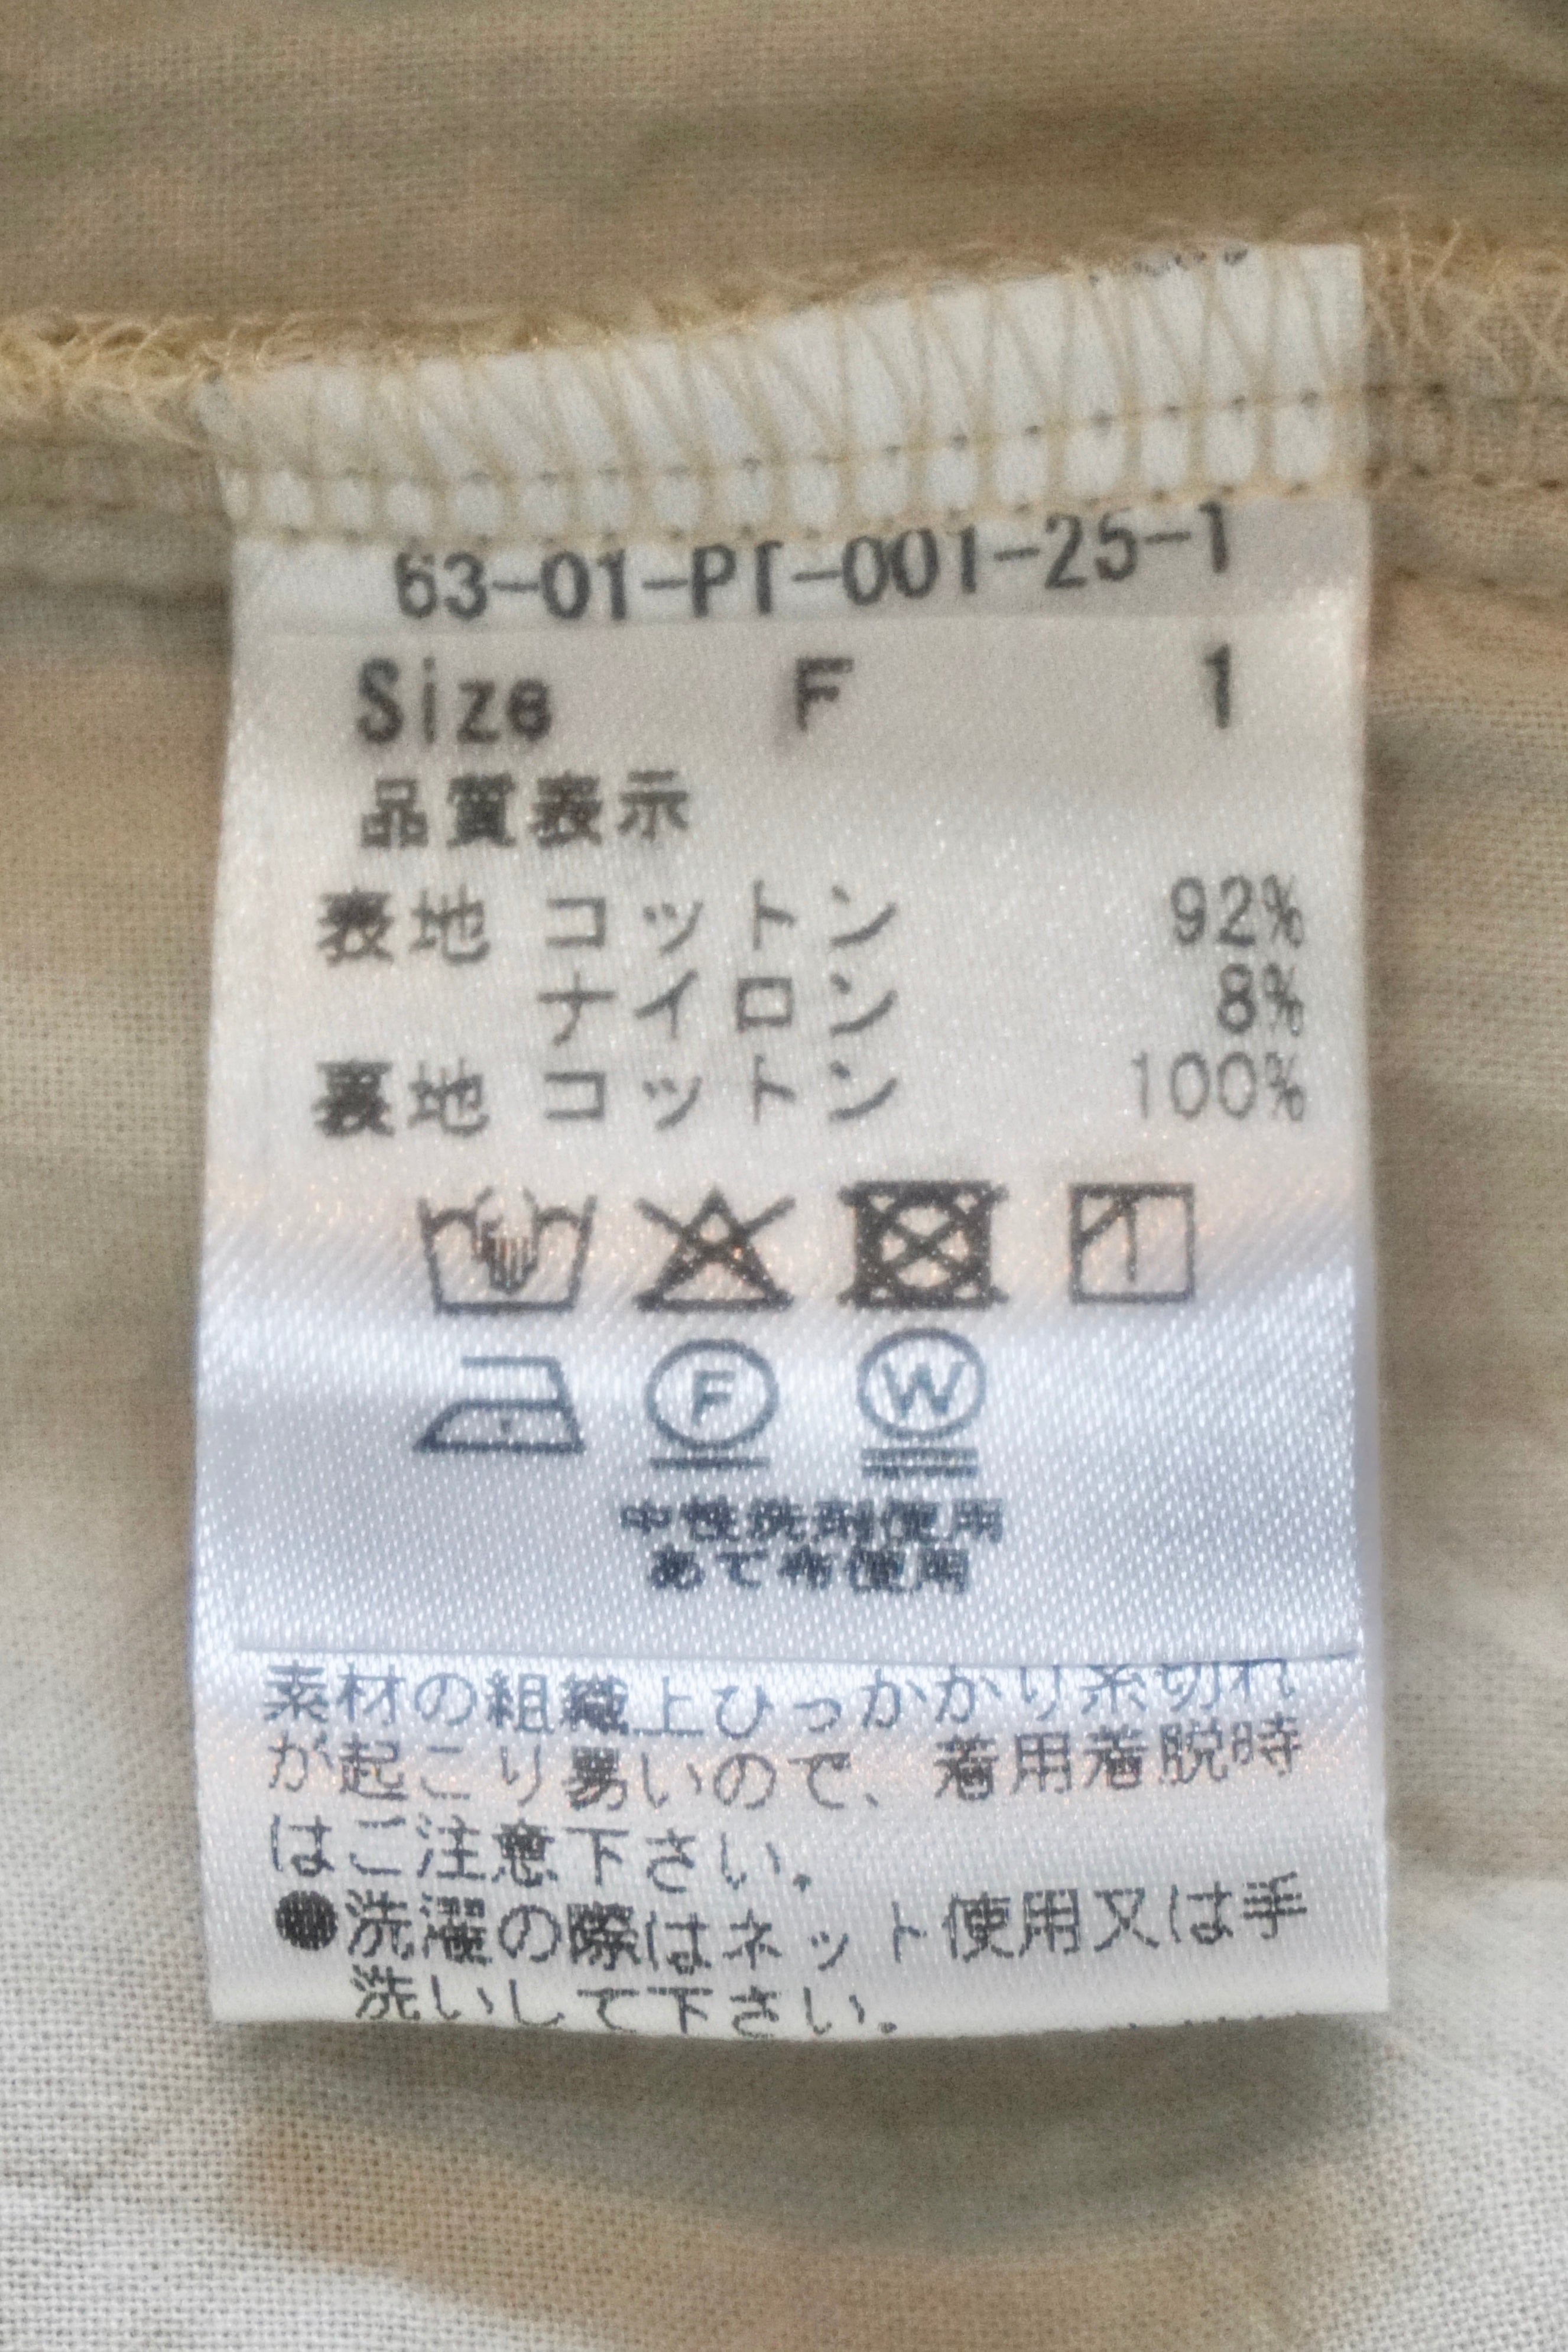 63-01-PT-001-25-1
Size F 1
品質表示
表地 コットン 92%
ナイロン 8%
裏地 コットン 100%
F W
中性洗剤使用
あて布使用
素材の組織上ひっかかり糸切れ
が起こり易いので、着用着脱時
はご注意下さい。
●洗濯の際はネット使用又は手
洗いして下さい。